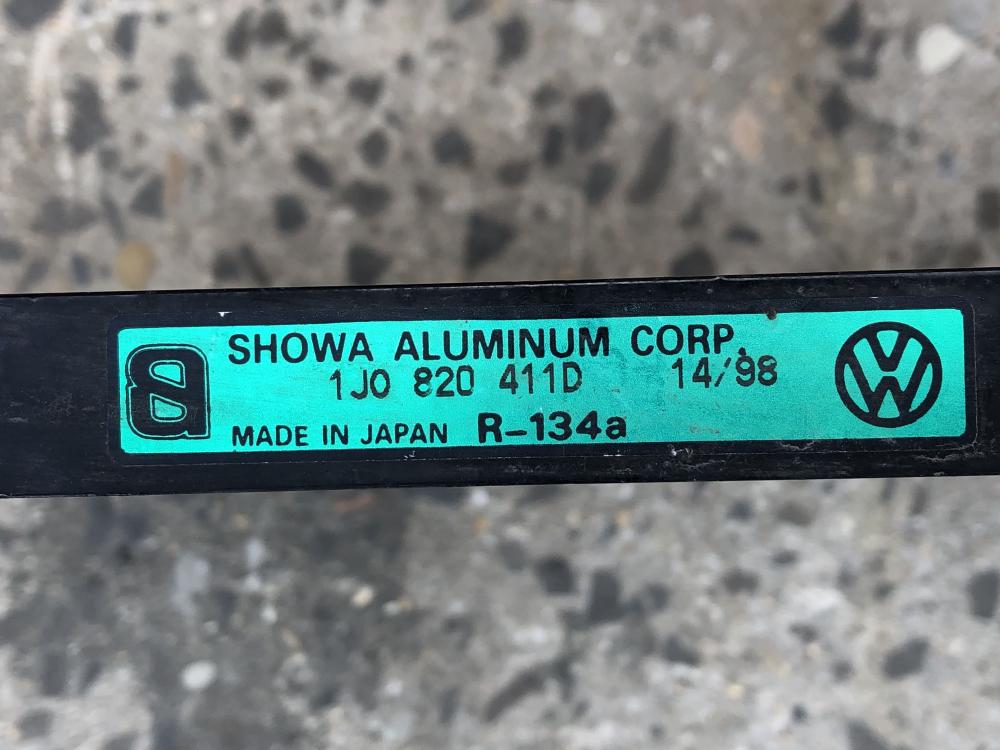 SHOWA ALUMINUM CORP.
1J0 820 411D 14/98
MADE IN JAPAN R-134a